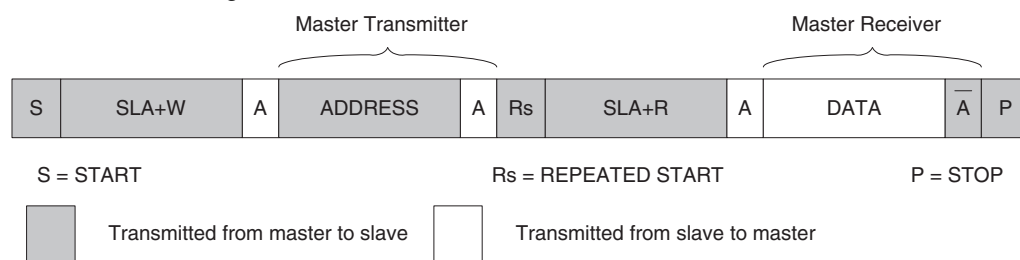 Master Transmitter Master Receiver
S SLA+W A ADDRESS A Rs SLA+R A DATA A̅ P
S = START Rs = REPEATED START P = STOP
Transmitted from master to slave Transmitted from slave to master